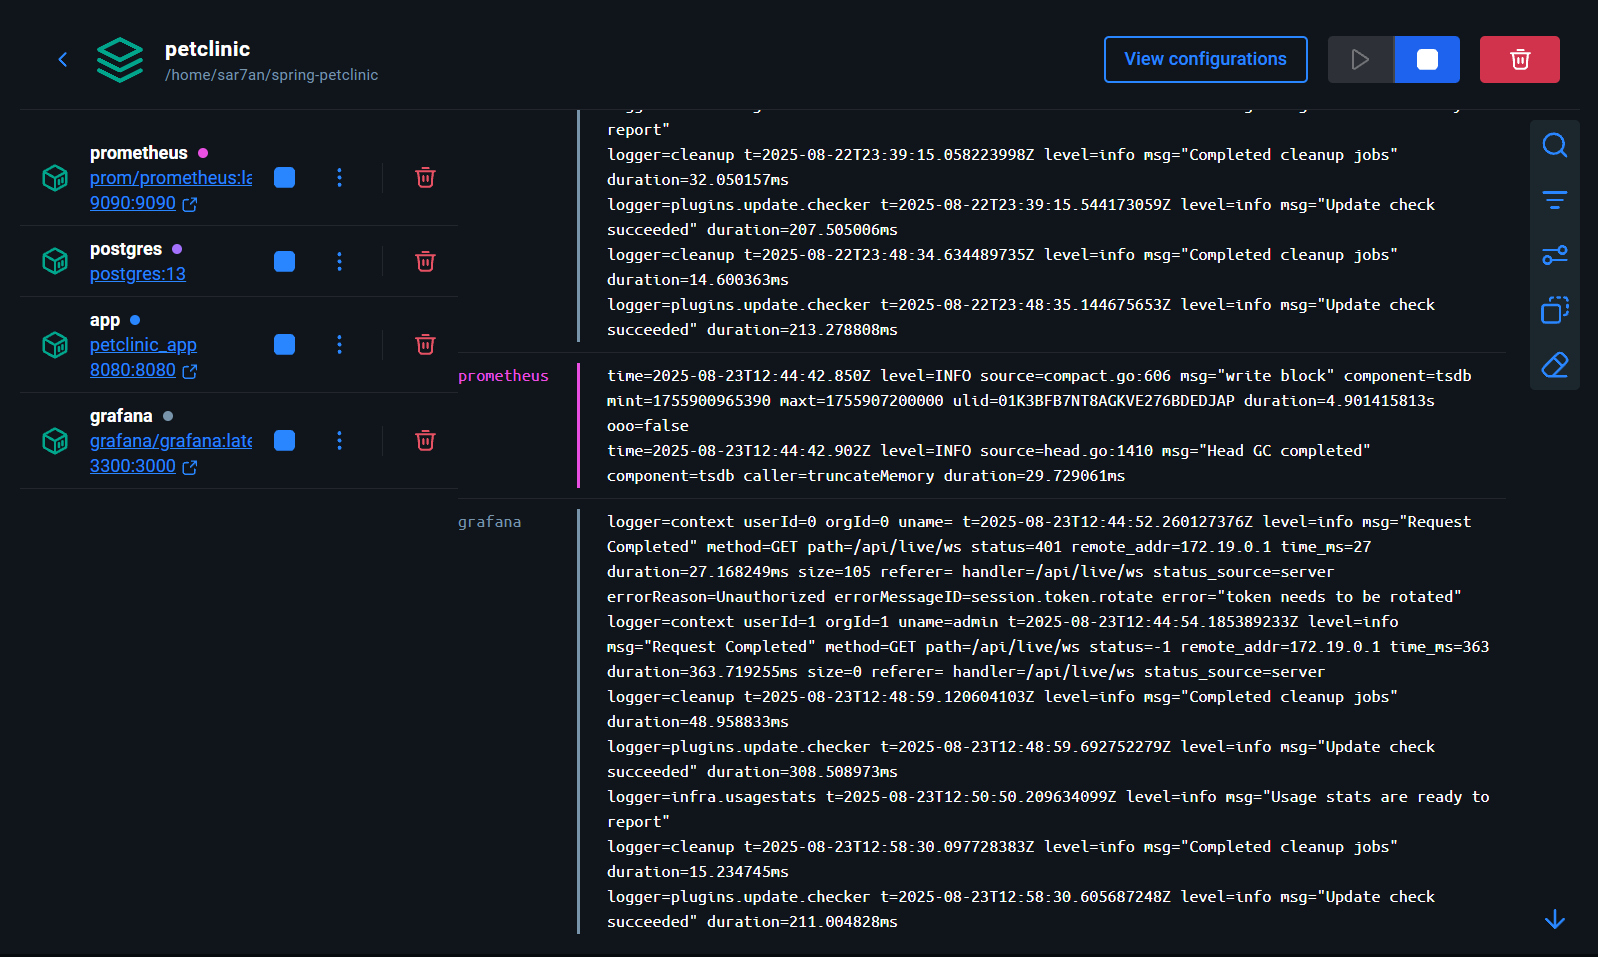 petclinic
/home/sar7an/spring-petclinic
View configurations
prometheus
prom/prometheus:la
9090:9090
postgres
postgres:13
app
petclinic_app
8080:8080
grafana
grafana/grafana:late
3300:3000
report"
logger=cleanup t=2025-08-22T23:39:15.058223998Z level=info msg="Completed cleanup jobs"
duration=32.050157ms
logger=plugins.update.checker t=2025-08-22T23:39:15.544173059Z level=info msg="Update check
succeeded" duration=207.505006ms
logger=cleanup t=2025-08-22T23:48:34.634489735Z level=info msg="Completed cleanup jobs"
duration=14.600363ms
logger=plugins.update.checker t=2025-08-22T23:48:35.144675653Z level=info msg="Update check
succeeded" duration=213.278808ms
prometheus
time=2025-08-23T12:44:42.850Z level=INFO source=compact.go:606 msg="write block" component=tsdb
mint=1755900965390 maxt=1755907200000 ulid=01K3BFB7NT8AGKVE276BDEDJAP duration=4.901415813s
ooo=false
time=2025-08-23T12:44:42.902Z level=INFO source=head.go:1410 msg="Head GC completed"
component=tsdb caller=truncateMemory duration=29.729061ms
grafana
logger=context userId=0 orgId=0 uname= t=2025-08-23T12:44:52.260127376Z level=info msg="Request
Completed" method=GET path=/api/live/ws status=401 remote_addr=172.19.0.1 time_ms=27
duration=27.168249ms size=105 referer= handler=/api/live/ws status_source=server
errorReason=Unauthorized errorMessageID=session.token.rotate error="token needs to be rotated"
logger=context userId=1 orgId=1 uname=admin t=2025-08-23T12:44:54.185389233Z level=info
msg="Request Completed" method=GET path=/api/live/ws status=-1 remote_addr=172.19.0.1 time_ms=363
duration=363.719255ms size=0 referer= handler=/api/live/ws status_source=server
logger=cleanup t=2025-08-23T12:48:59.120604103Z level=info msg="Completed cleanup jobs"
duration=48.958833ms
logger=plugins.update.checker t=2025-08-23T12:48:59.692752279Z level=info msg="Update check
succeeded" duration=308.508973ms
logger=infra.usagestats t=2025-08-23T12:50:50.209634099Z level=info msg="Usage stats are ready to
report"
logger=cleanup t=2025-08-23T12:58:30.097728383Z level=info msg="Completed cleanup jobs"
duration=15.234745ms
logger=plugins.update.checker t=2025-08-23T12:58:30.605687248Z level=info msg="Update check
succeeded" duration=211.004828ms